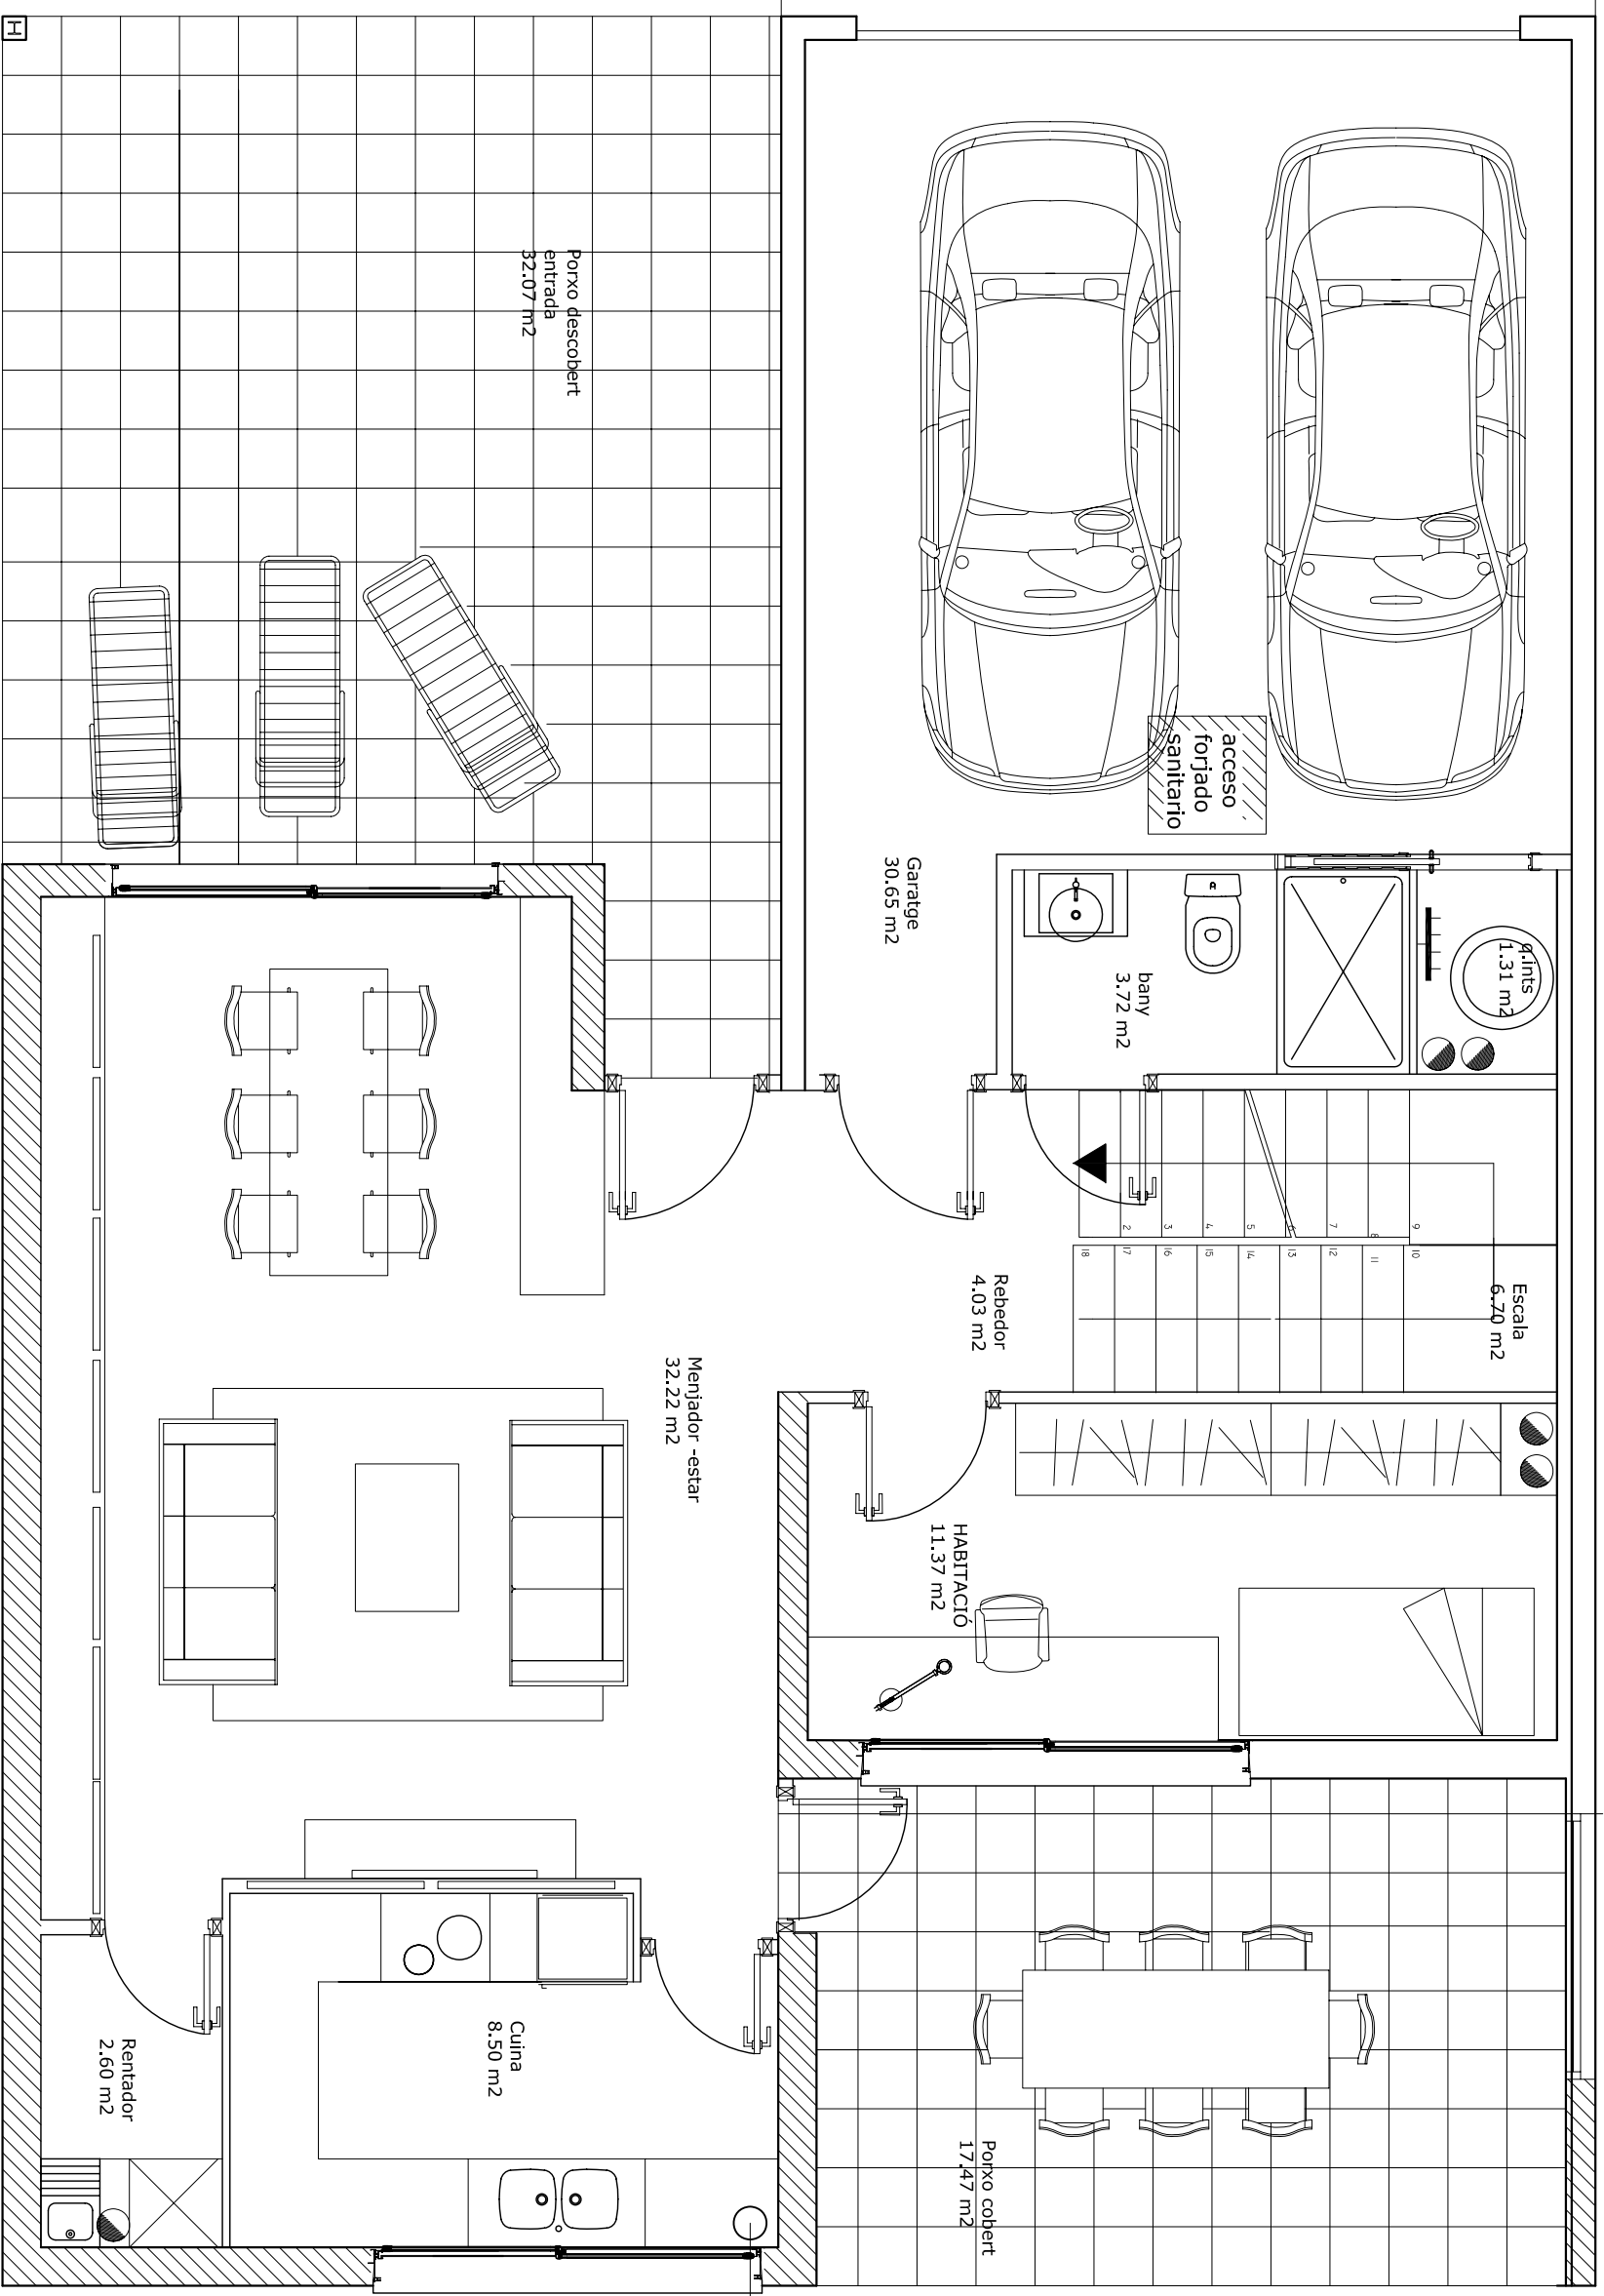 H
Porxo descobert
entrada
32.07 m2
acceso
forjado
sanitario
Garatge
30.65 m2
q.ints
1.31 m2
bany
3.72 m2
2
3
4
5
6
7
8
9
18
17
16
15
14
13
12
11
10
Escala
6.70 m2
Rebedor
4.03 m2
Menjador -estar
32.22 m2
HABITACIÓ
11.37 m2
Cuina
8.50 m2
Rentador
2.60 m2
Porxo cobert
17.47 m2